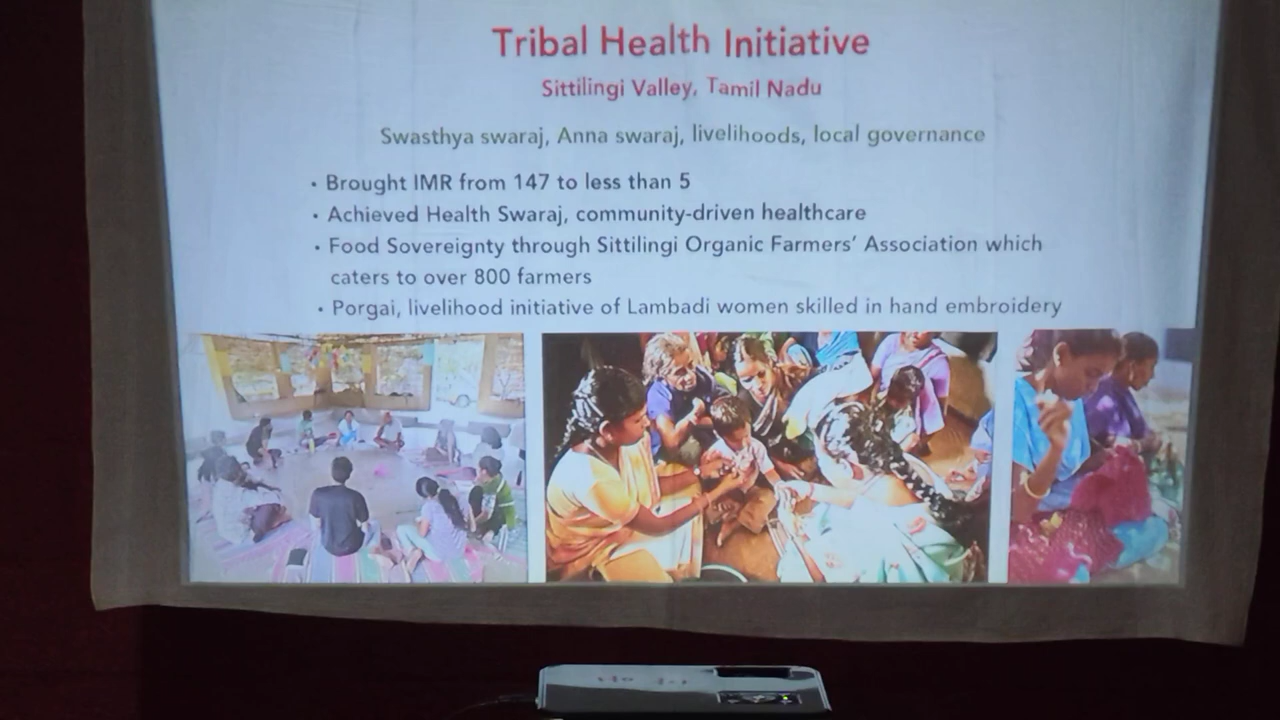 Tribal Health Initiative
Sittilingi Valley, Tamil Nadu
Swasthya swaraj, Anna swaraj, livelihoods, local governance
• Brought IMR from 147 to less than 5
• Achieved Health Swaraj, community-driven healthcare
• Food Sovereignty through Sittilingi Organic Farmers' Association which
caters to over 800 farmers
• Porgai, livelihood initiative of Lambadi women skilled in hand embroidery